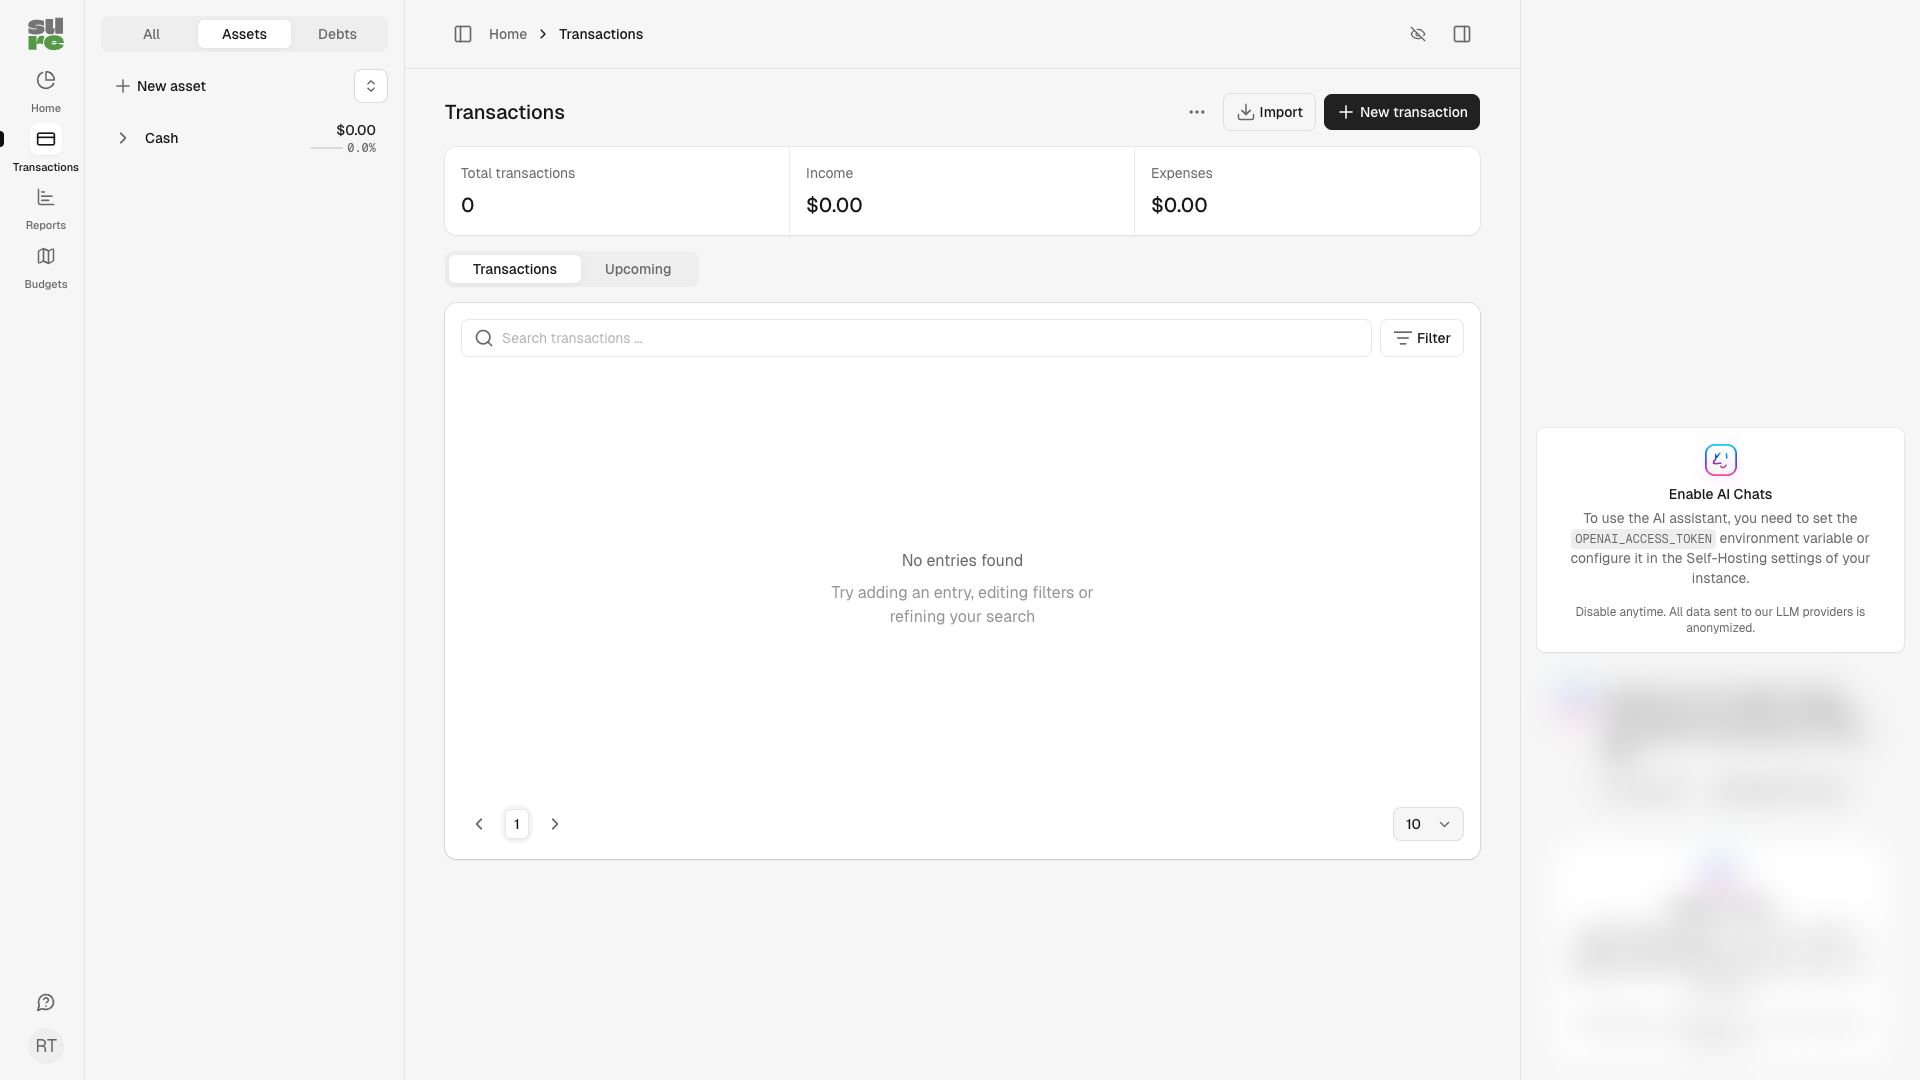 sure
Home
Transactions
Reports
Budgets
RT
All
Assets
Debts
New asset
Cash
$0.00
0.0%
Home
Transactions
Transactions
Import
New transaction
Total transactions
0
Income
$0.00
Expenses
$0.00
Transactions
Upcoming
Search transactions ...
Filter
No entries found
Try adding an entry, editing filters or
refining your search
1
10
Enable AI Chats
To use the AI assistant, you need to set the
OPENAI_ACCESS_TOKEN environment variable or
configure it in the Self-Hosting settings of your
instance.
Disable anytime. All data sent to our LLM providers is
anonymized.